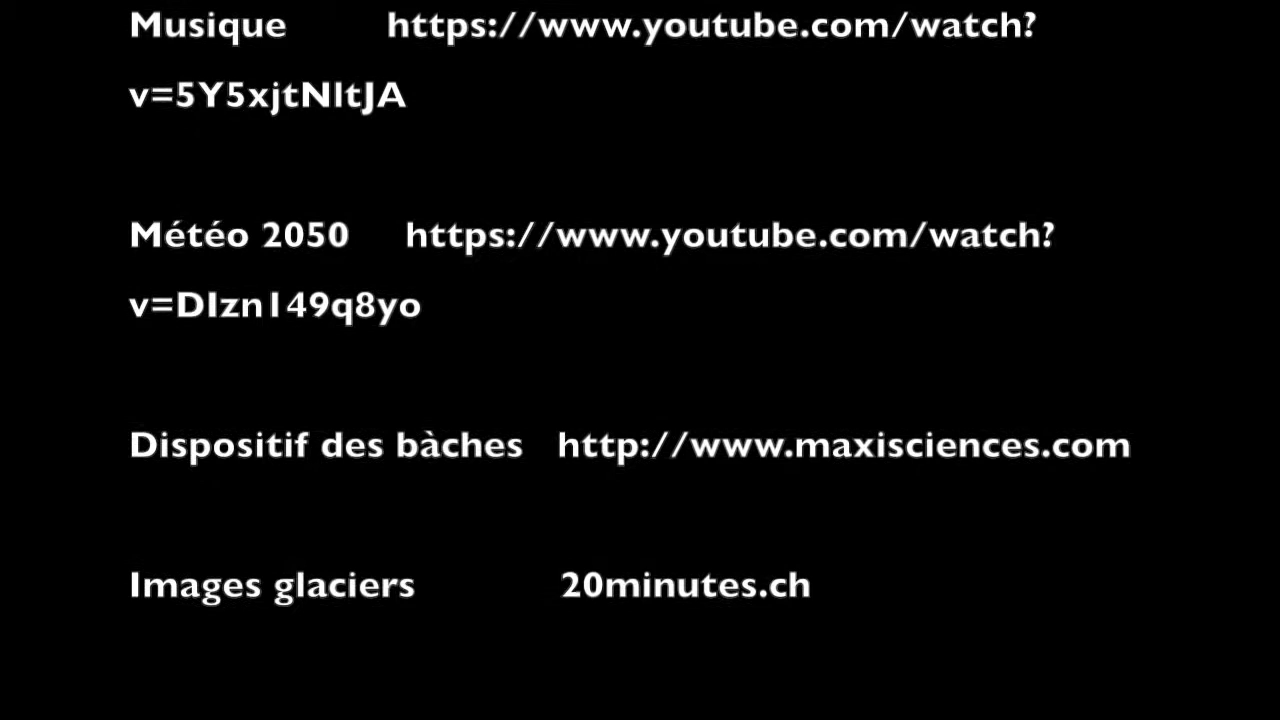 Musique https://www.youtube.com/watch?
v=5Y5xjtNltJA
Météo 2050 https://www.youtube.com/watch?
v=DIzn149q8yo
Dispositif des bàches http://www.maxisciences.com
Images glaciers 20minutes.ch